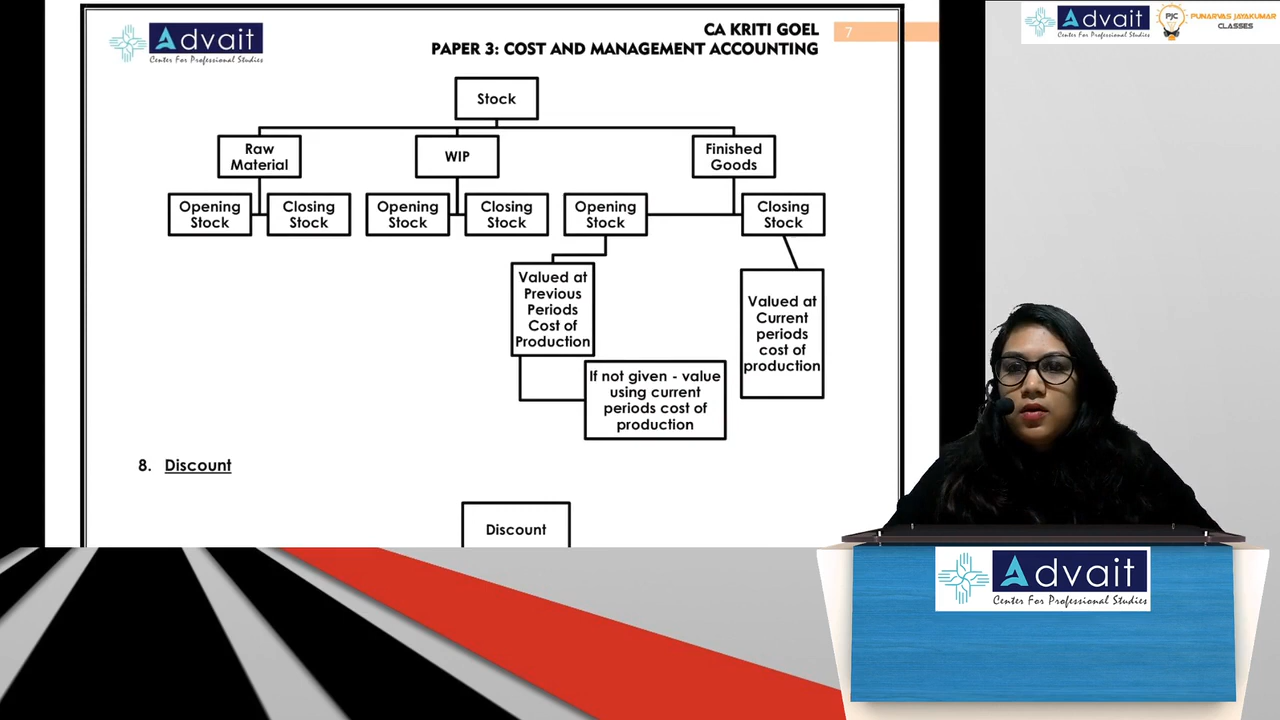 Advait
Center For Professional Studies
CA KRITI GOEL
PAPER 3: COST AND MANAGEMENT ACCOUNTING
7
Advait
Center For Professional Studies
PJC
PUNARVAS JAYAKUMAR
CLASSES
Stock
Raw
Material
WIP
Finished
Goods
Opening
Stock
Closing
Stock
Opening
Stock
Closing
Stock
Opening
Stock
Closing
Stock
Valued at
Previous
Periods
Cost of
Production
Valued at
Current
periods
cost of
production
If not given - value
using current
periods cost of
production
8. Discount
Discount
Advait
Center For Professional Studies